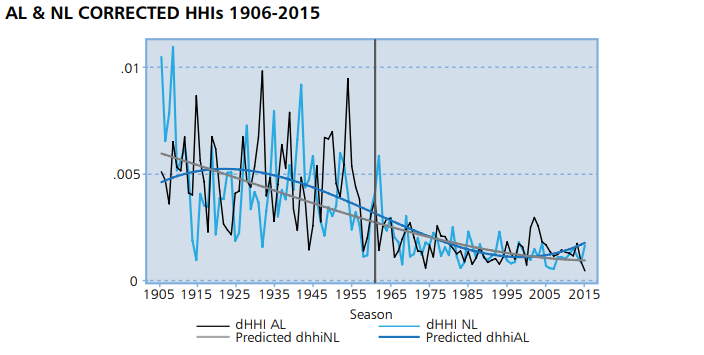 AL & NL CORRECTED HHIs 1906-2015
.01
.005
0
1905 1915 1925 1935 1945 1955 1965 1975 1985 1995 2005 2015
Season
dHHI AL dHHI NL
Predicted dhhiNL Predicted dhhiAL